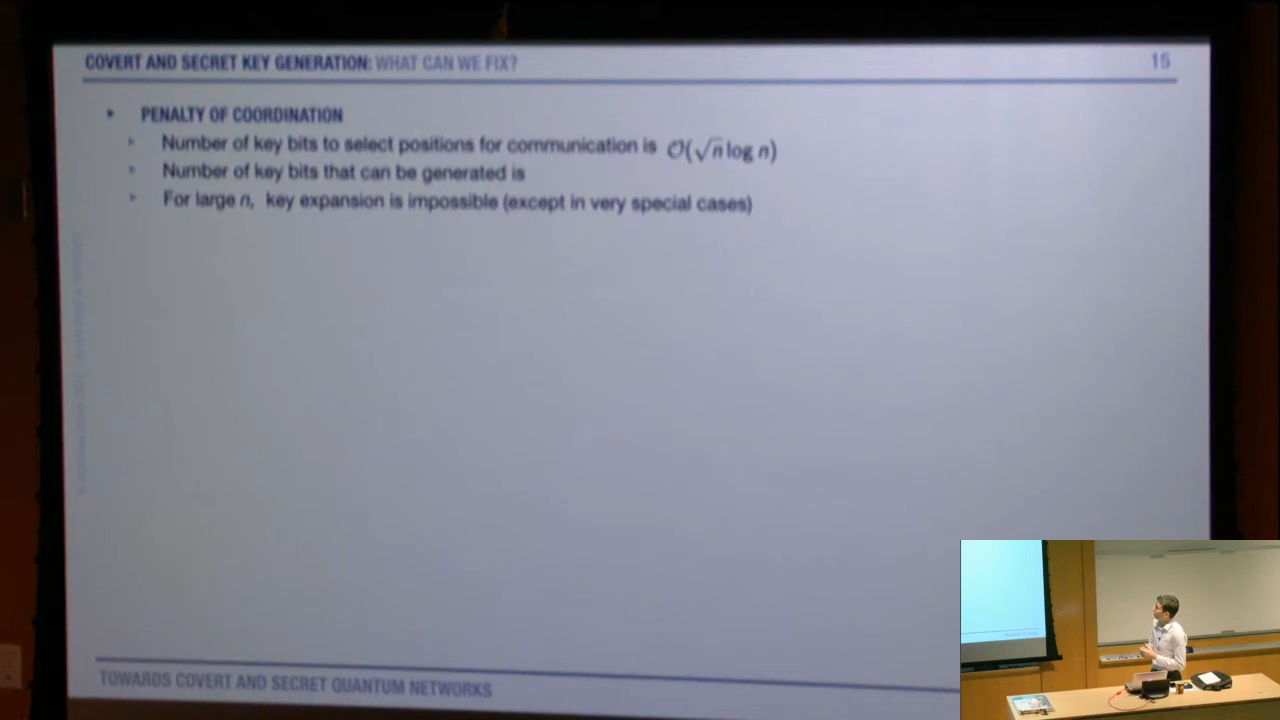 COVERT AND SECRET KEY GENERATION: WHAT CAN WE FIX?
15
PENALTY OF COORDINATION
Number of key bits to select positions for communication is O(√n log n)
Number of key bits that can be generated is
For large n, key expansion is impossible (except in very special cases)
TOWARDS COVERT AND SECRET QUANTUM NETWORKS